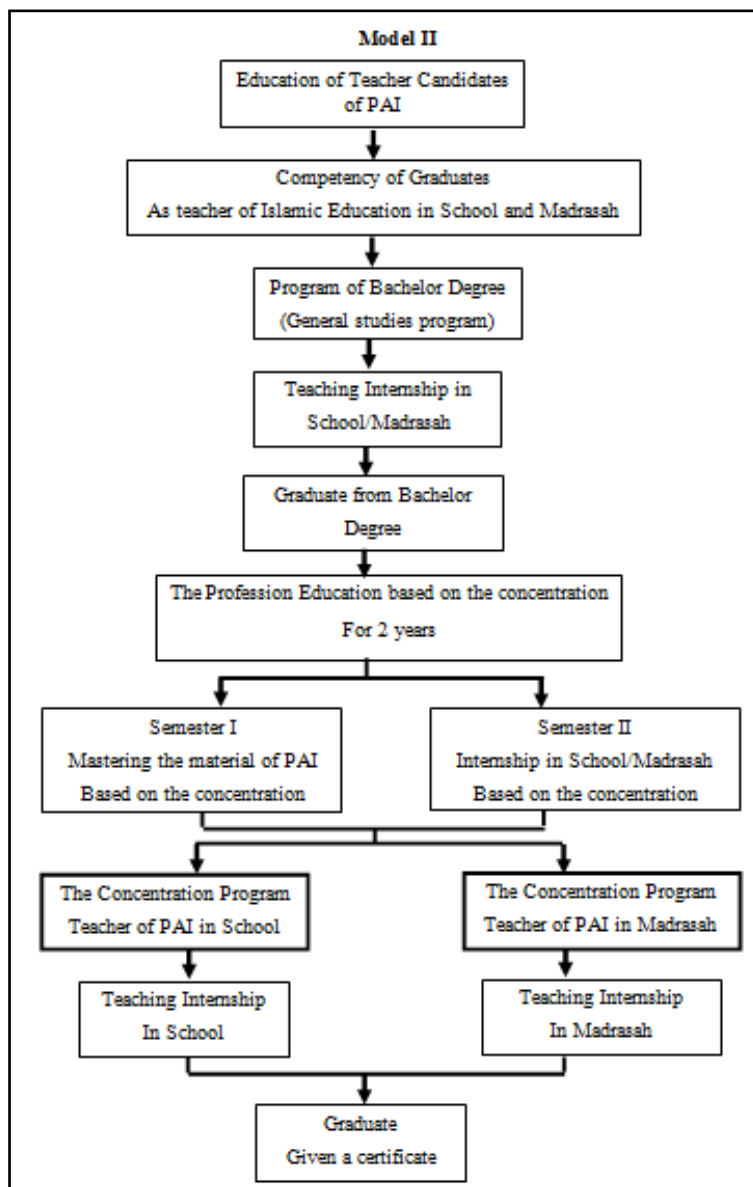 Model II
Education of Teacher Candidates
of PAI
Competency of Graduates
As teacher of Islamic Education in School and Madrasah
Program of Bachelor Degree
(General studies program)
Teaching Internship in
School/Madrasah
Graduate from Bachelor
Degree
The Profession Education based on the concentration
For 2 years
Semester I
Mastering the material of PAI
Based on the concentration
Semester II
Internship in School/Madrasah
Based on the concentration
The Concentration Program
Teacher of PAI in School
The Concentration Program
Teacher of PAI in Madrasah
Teaching Internship
In School
Teaching Internship
In Madrasah
Graduate
Given a certificate